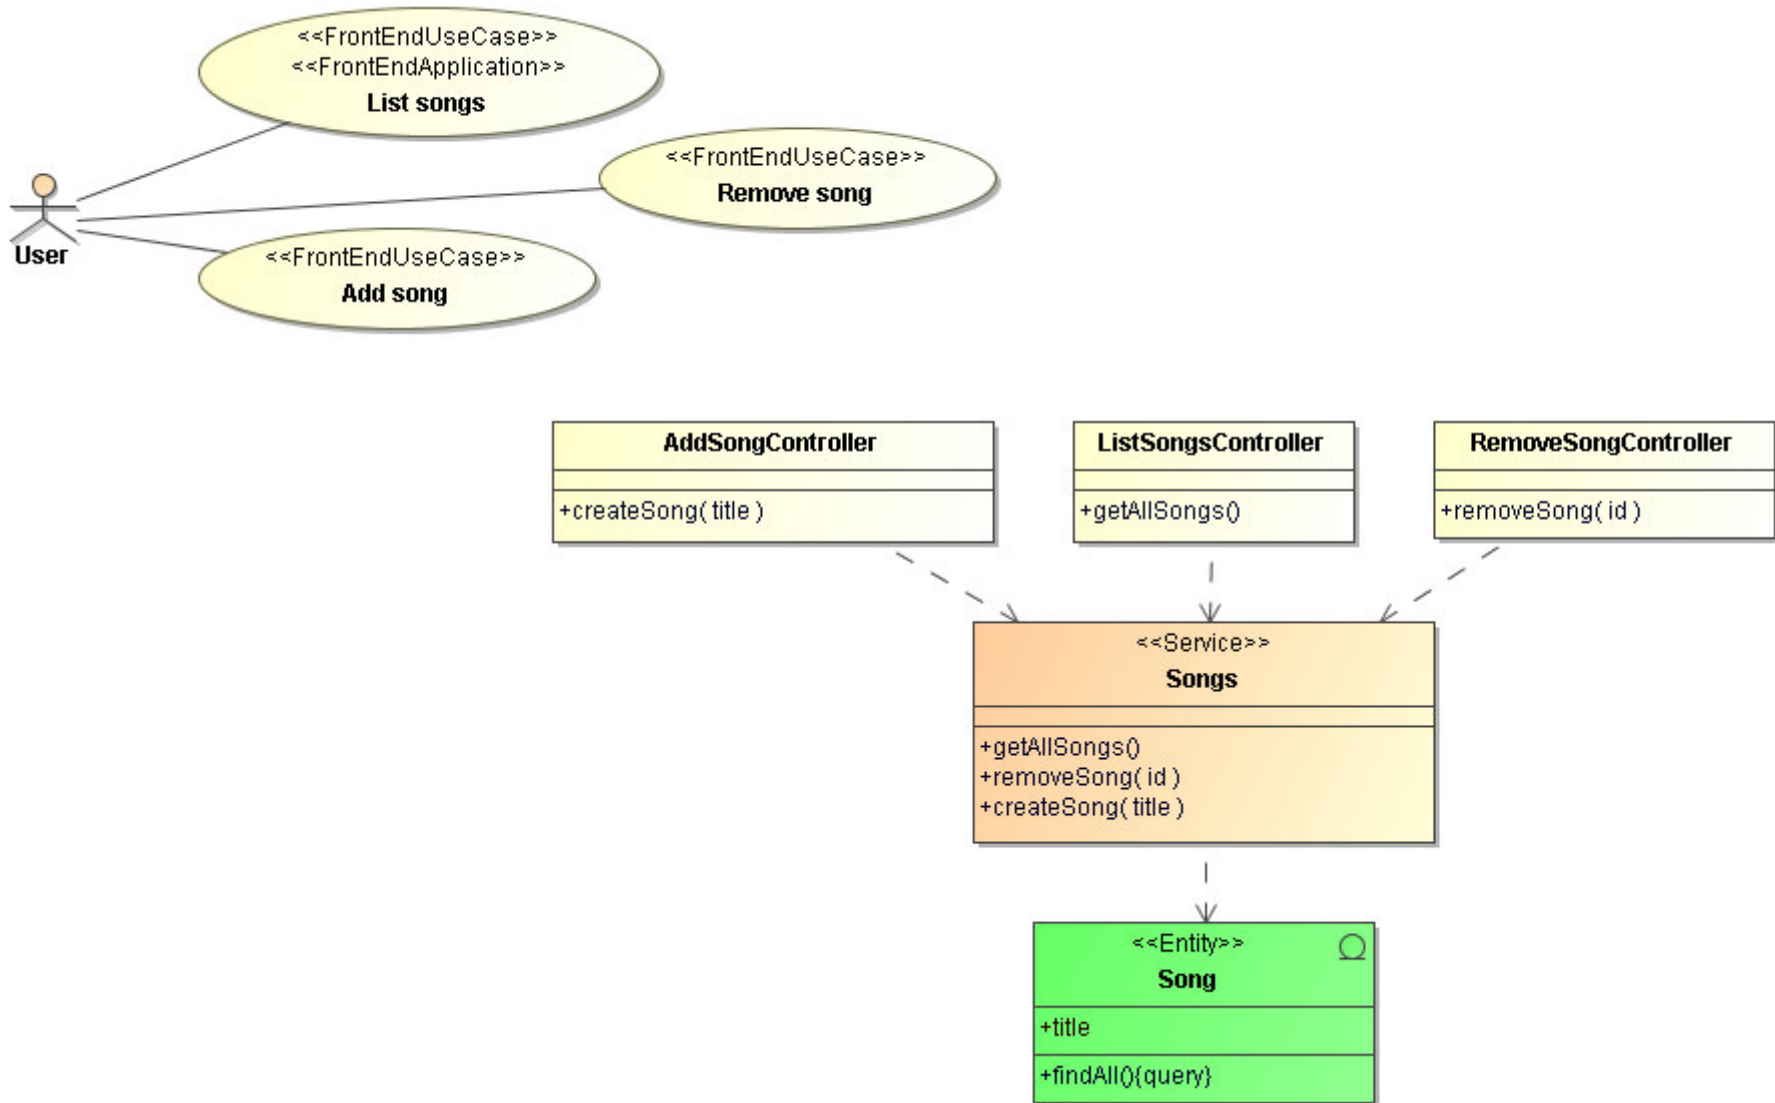 <<FrontEndUseCase>>
<<FrontEndApplication>>
List songs
<<FrontEndUseCase>>
Remove song
User
<<FrontEndUseCase>>
Add song
AddSongController
+createSong( title )
ListSongsController
+getAllSongs()
RemoveSongController
+removeSong( id )
<<Service>>
Songs
+getAllSongs()
+removeSong( id )
+createSong( title )
<<Entity>>
Song
+title
+findAll(){query}